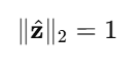 ‖ẑ‖₂ = 1